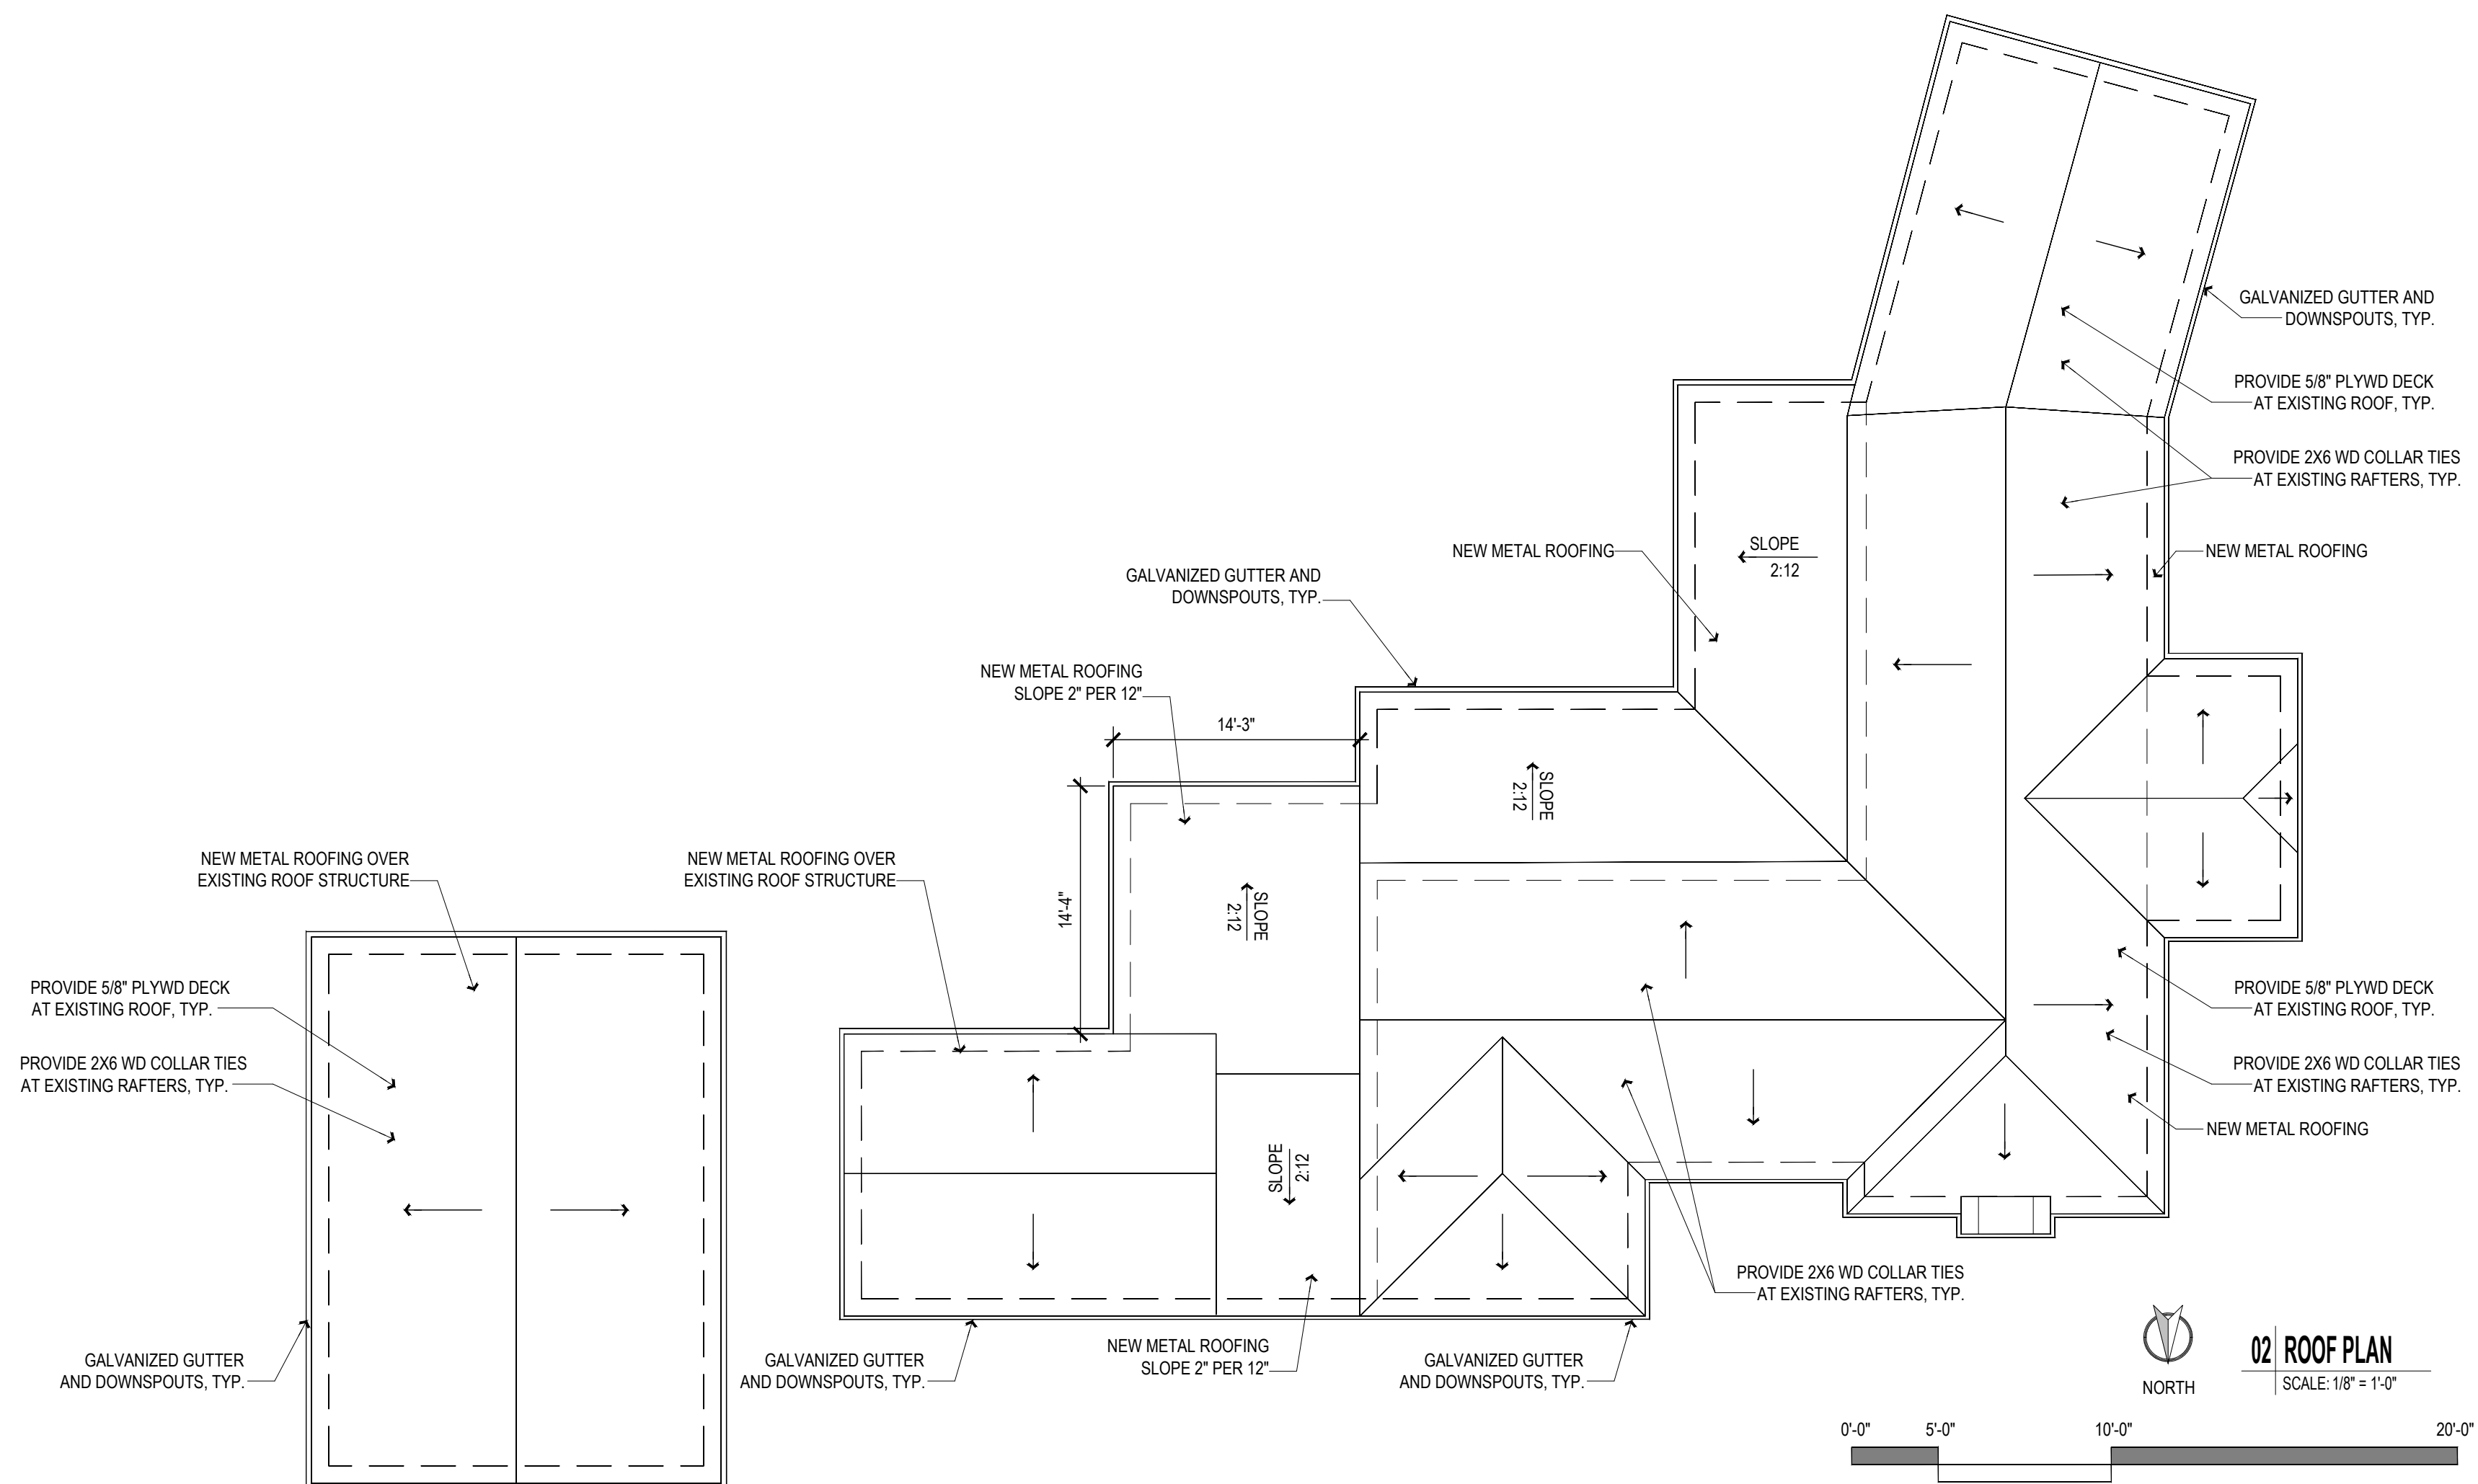 GALVANIZED GUTTER AND
DOWNSPOUTS, TYP.
PROVIDE 5/8" PLYWD DECK
AT EXISTING ROOF, TYP.
PROVIDE 2X6 WD COLLAR TIES
AT EXISTING RAFTERS, TYP.
NEW METAL ROOFING
SLOPE
2:12
NEW METAL ROOFING
GALVANIZED GUTTER AND
DOWNSPOUTS, TYP.
NEW METAL ROOFING
SLOPE 2" PER 12"
14'-3"
SLOPE
2:12
14'-4"
SLOPE
2:12
NEW METAL ROOFING OVER
EXISTING ROOF STRUCTURE
NEW METAL ROOFING OVER
EXISTING ROOF STRUCTURE
PROVIDE 5/8" PLYWD DECK
AT EXISTING ROOF, TYP.
PROVIDE 2X6 WD COLLAR TIES
AT EXISTING RAFTERS, TYP.
PROVIDE 5/8" PLYWD DECK
AT EXISTING ROOF, TYP.
PROVIDE 2X6 WD COLLAR TIES
AT EXISTING RAFTERS, TYP.
NEW METAL ROOFING
SLOPE
2:12
PROVIDE 2X6 WD COLLAR TIES
AT EXISTING RAFTERS, TYP.
GALVANIZED GUTTER
AND DOWNSPOUTS, TYP.
GALVANIZED GUTTER
AND DOWNSPOUTS, TYP.
NEW METAL ROOFING
SLOPE 2" PER 12"
GALVANIZED GUTTER
AND DOWNSPOUTS, TYP.
NORTH
02 ROOF PLAN
SCALE: 1/8" = 1'-0"
0'-0" 5'-0" 10'-0" 20'-0"